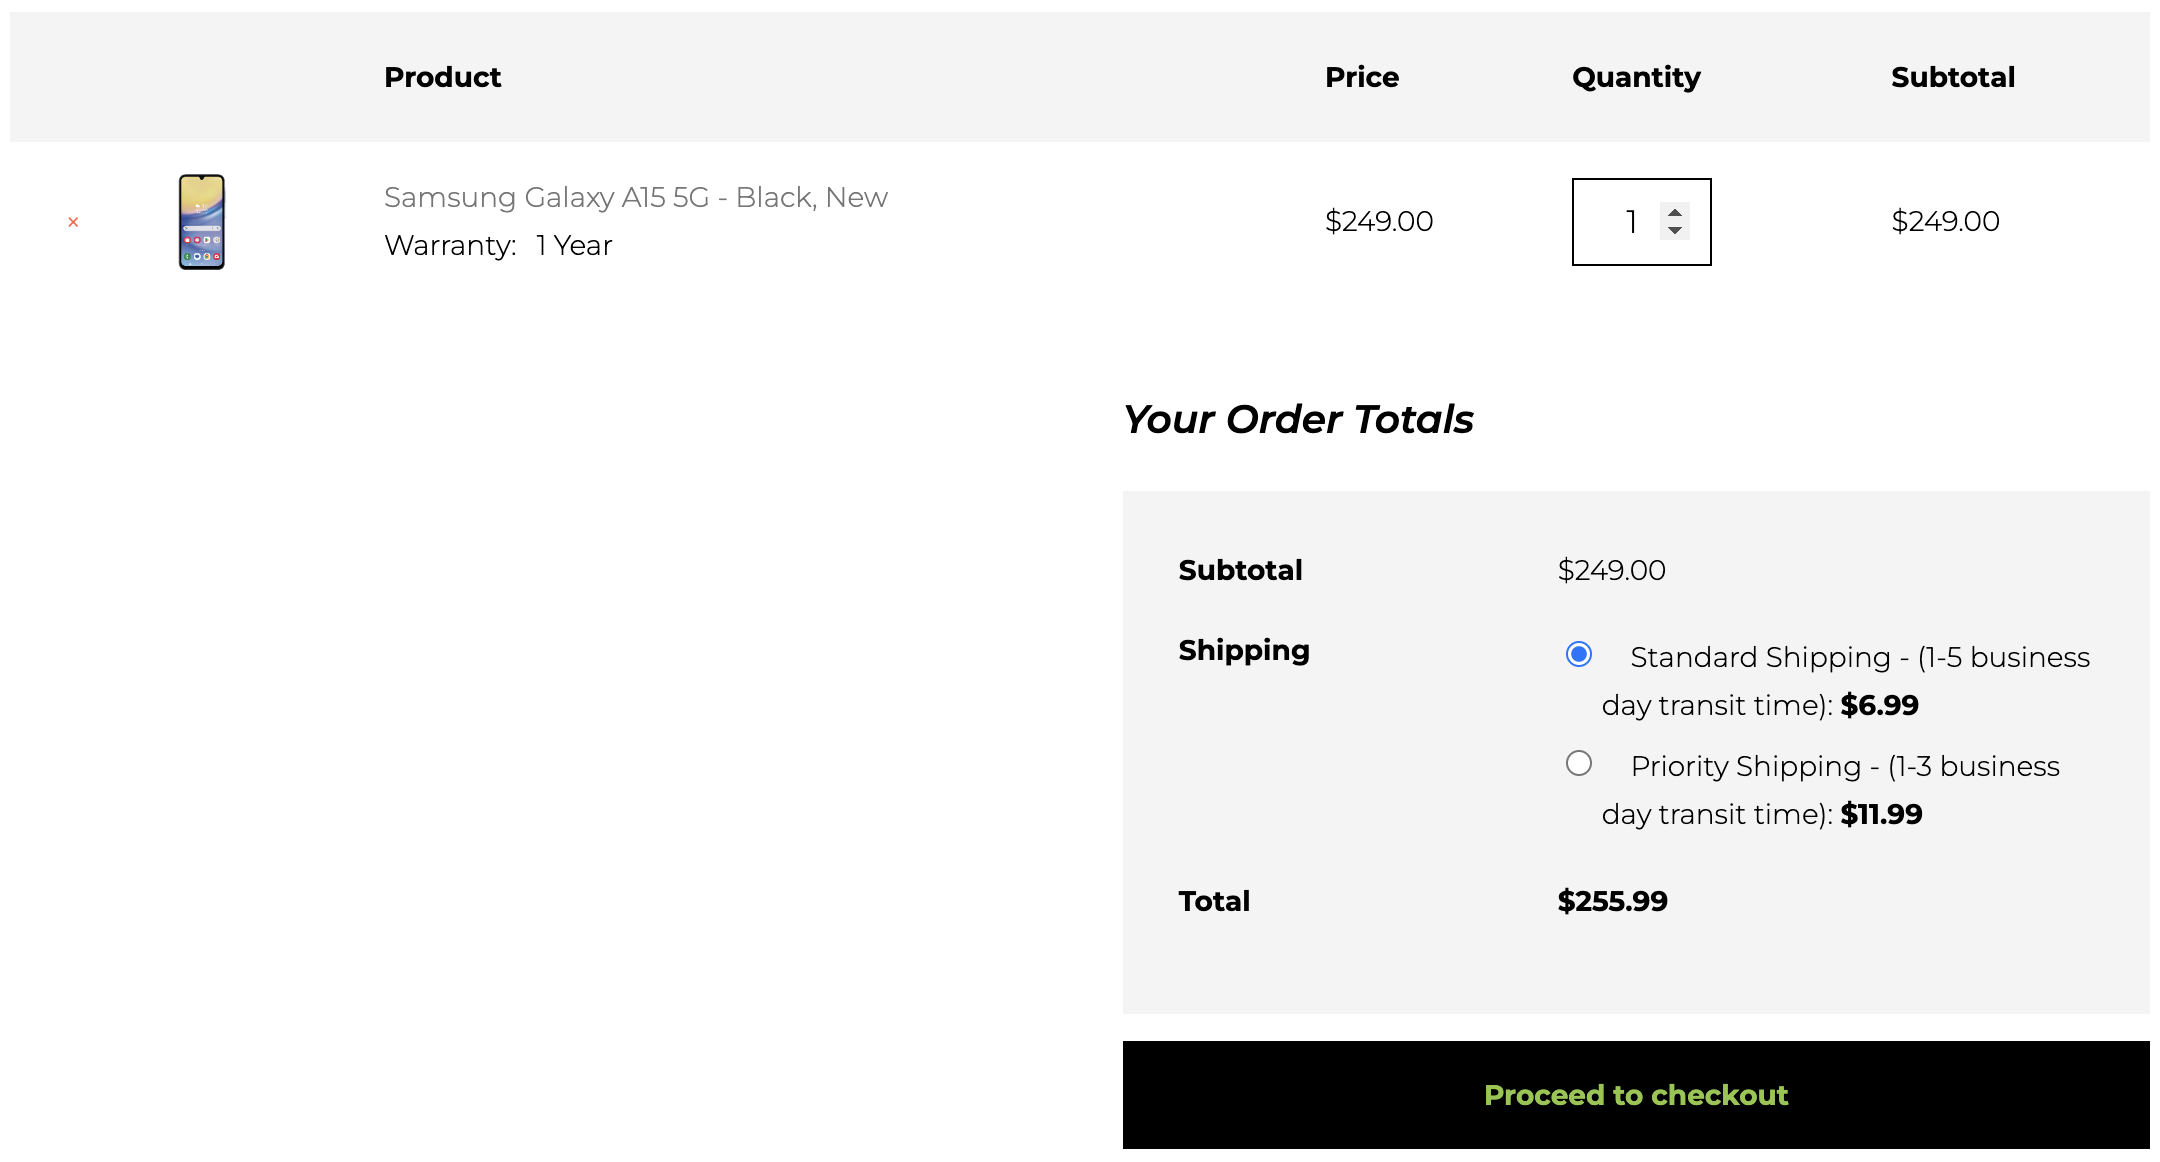 Product Price Quantity Subtotal
× Samsung Galaxy A15 5G - Black, New
Warranty: 1 Year
$249.00 1 $249.00
Your Order Totals
Subtotal $249.00
Shipping Standard Shipping - (1-5 business
day transit time): $6.99
Priority Shipping - (1-3 business
day transit time): $11.99
Total $255.99
Proceed to checkout